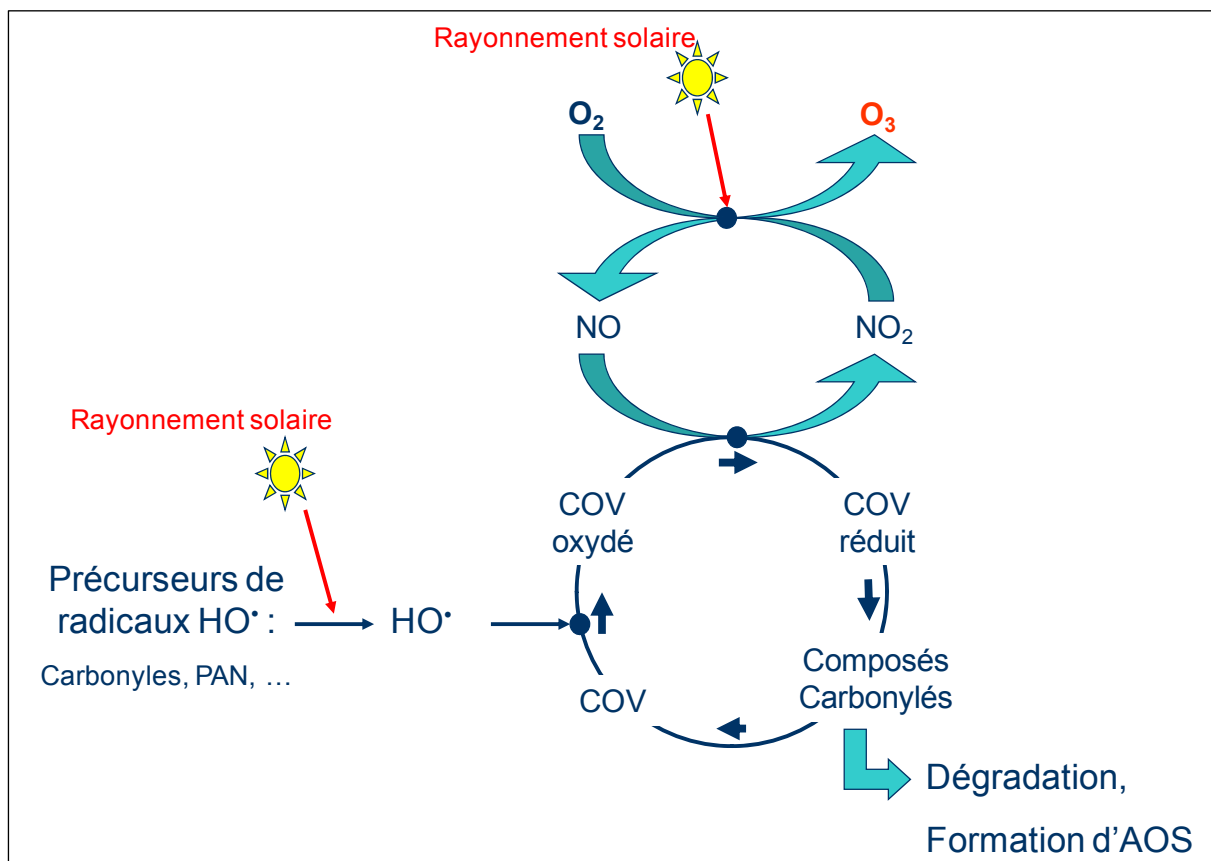 Rayonnement solaire
O₂
O₃
NO
NO₂
Rayonnement solaire
COV
oxydé
COV
réduit
Précurseurs de
radicaux HO• :
HO•
Carbonyles, PAN, …
COV
Composés
Carbonylés
Dégradation,
Formation d'AOS